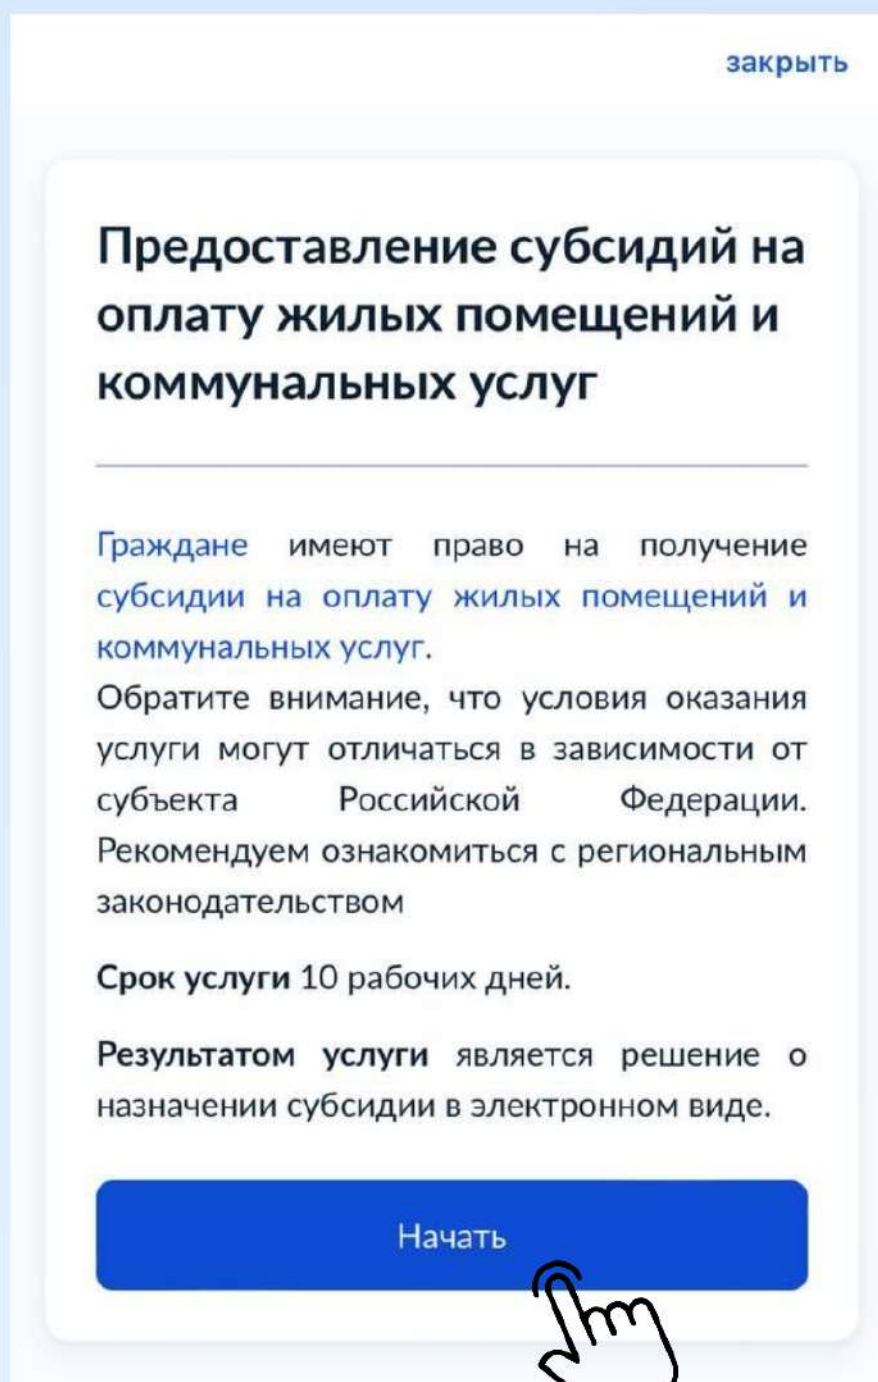 закрыть
Предоставление субсидий на
оплату жилых помещений и
коммунальных услуг
Граждане имеют право на получение
субсидии на оплату жилых помещений и
коммунальных услуг.
Обратите внимание, что условия оказания
услуги могут отличаться в зависимости от
субъекта Российской Федерации.
Рекомендуем ознакомиться с региональным
законодательством
Срок услуги 10 рабочих дней.
Результатом услуги является решение о
назначении субсидии в электронном виде.
Начать